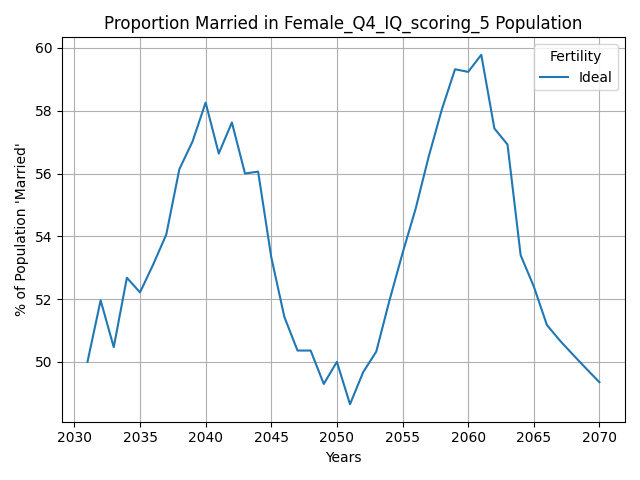 Proportion Married in Female_Q4_IQ_scoring_5 Population
% of Population 'Married'
60
58
56
54
52
50
Fertility
Ideal
2030 2035 2040 2045 2050 2055 2060 2065 2070
Years